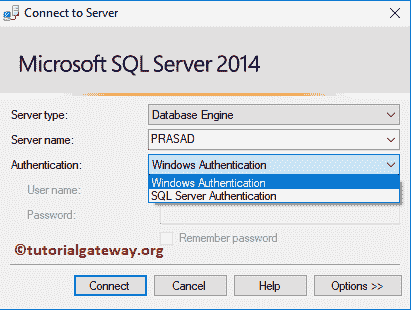 Connect to Server
Microsoft SQL Server 2014
Server type: Database Engine
Server name: PRASAD
Authentication: Windows Authentication
Windows Authentication
SQL Server Authentication
User name:
Password:
Remember password
©tutorialgateway.org
Connect Cancel Help Options >>